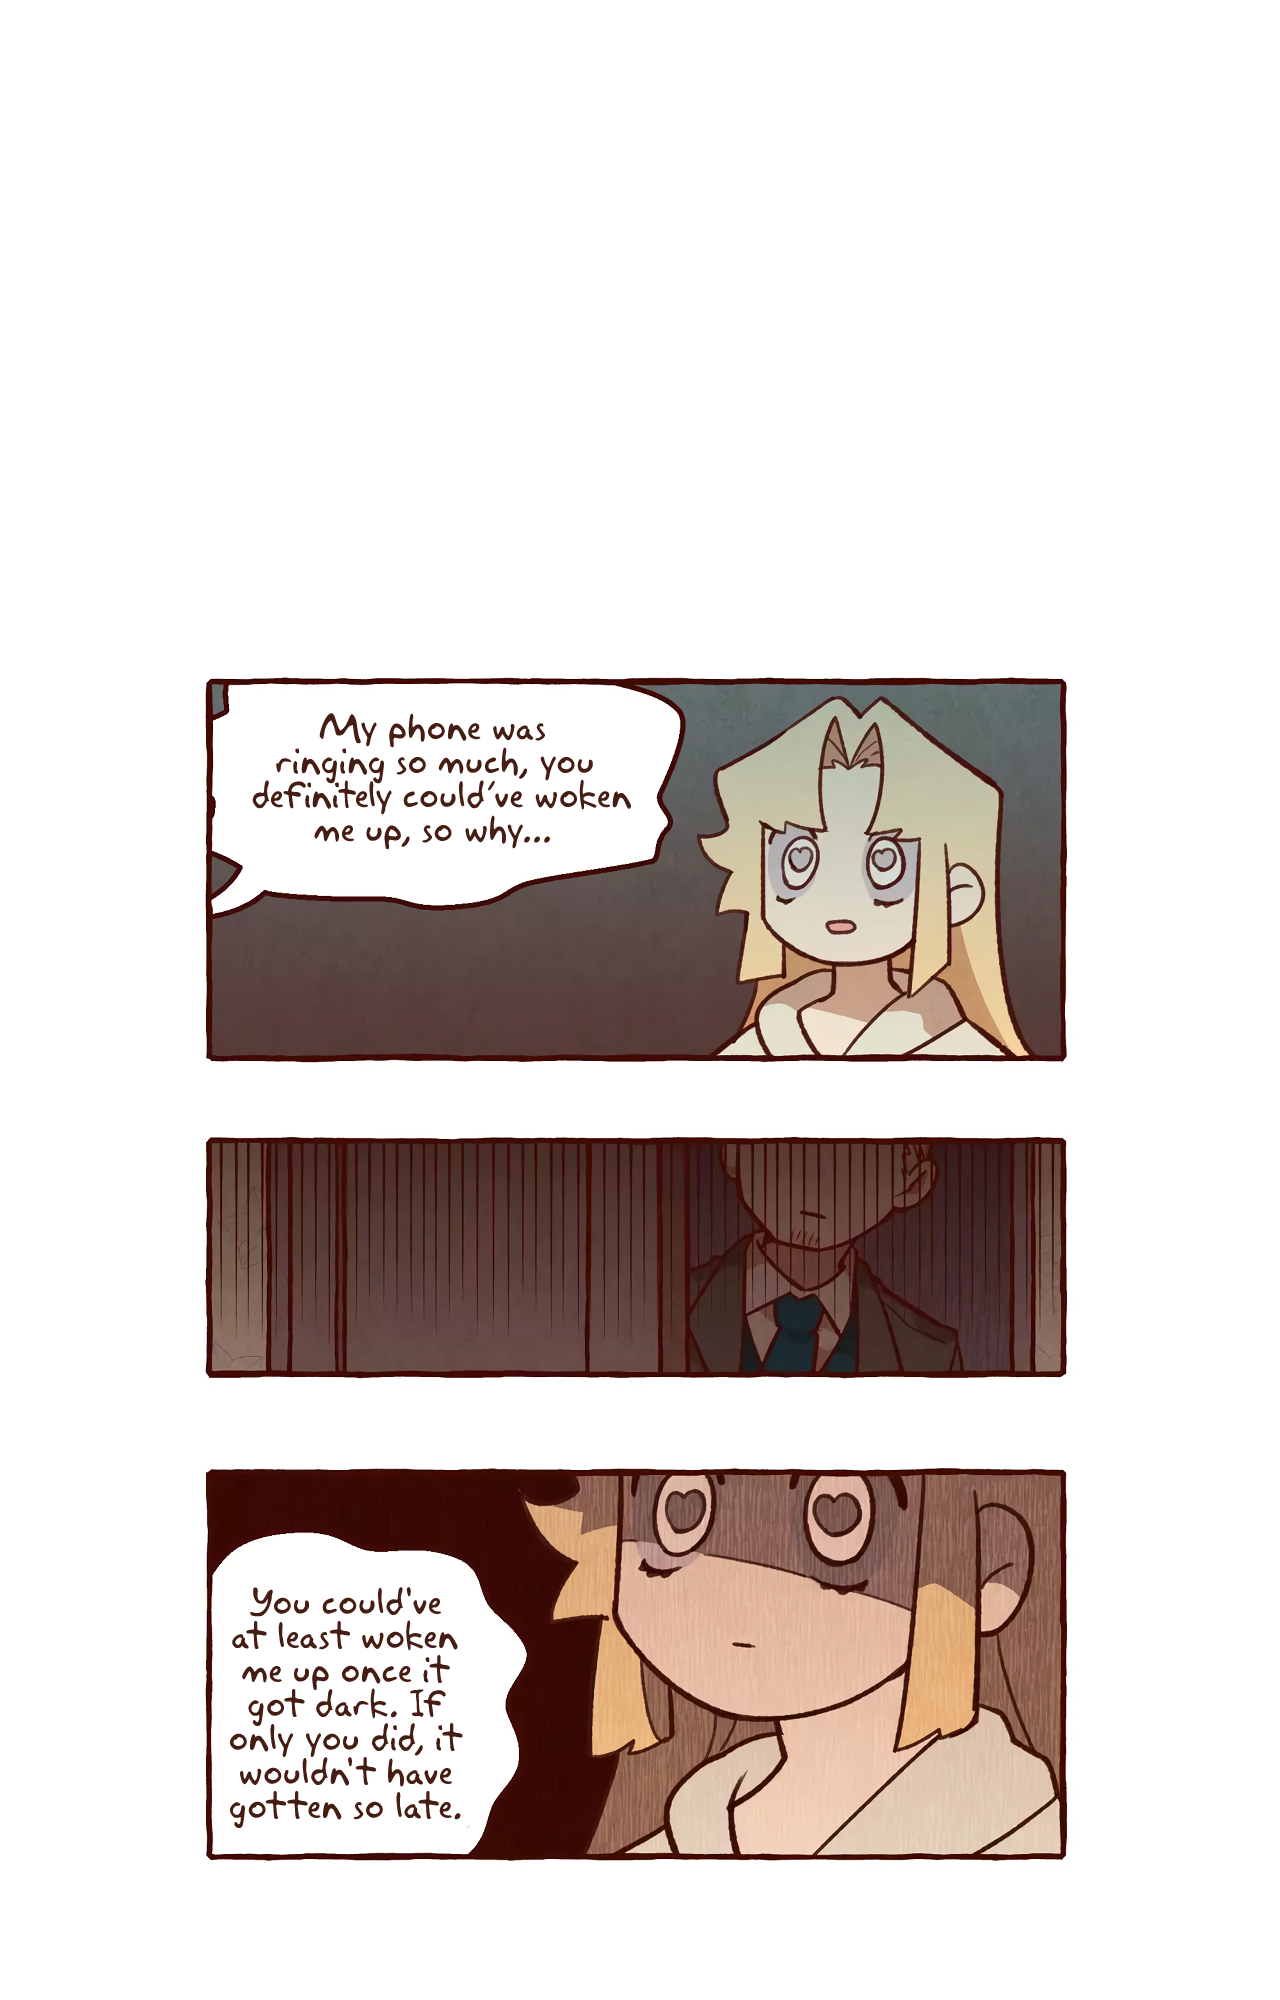 My phone was
ringing so much, you
definitely could've woken
me up, so why...
You could've
at least woken
me up once it
got dark. If
only you did, it
wouldn't have
gotten so late.